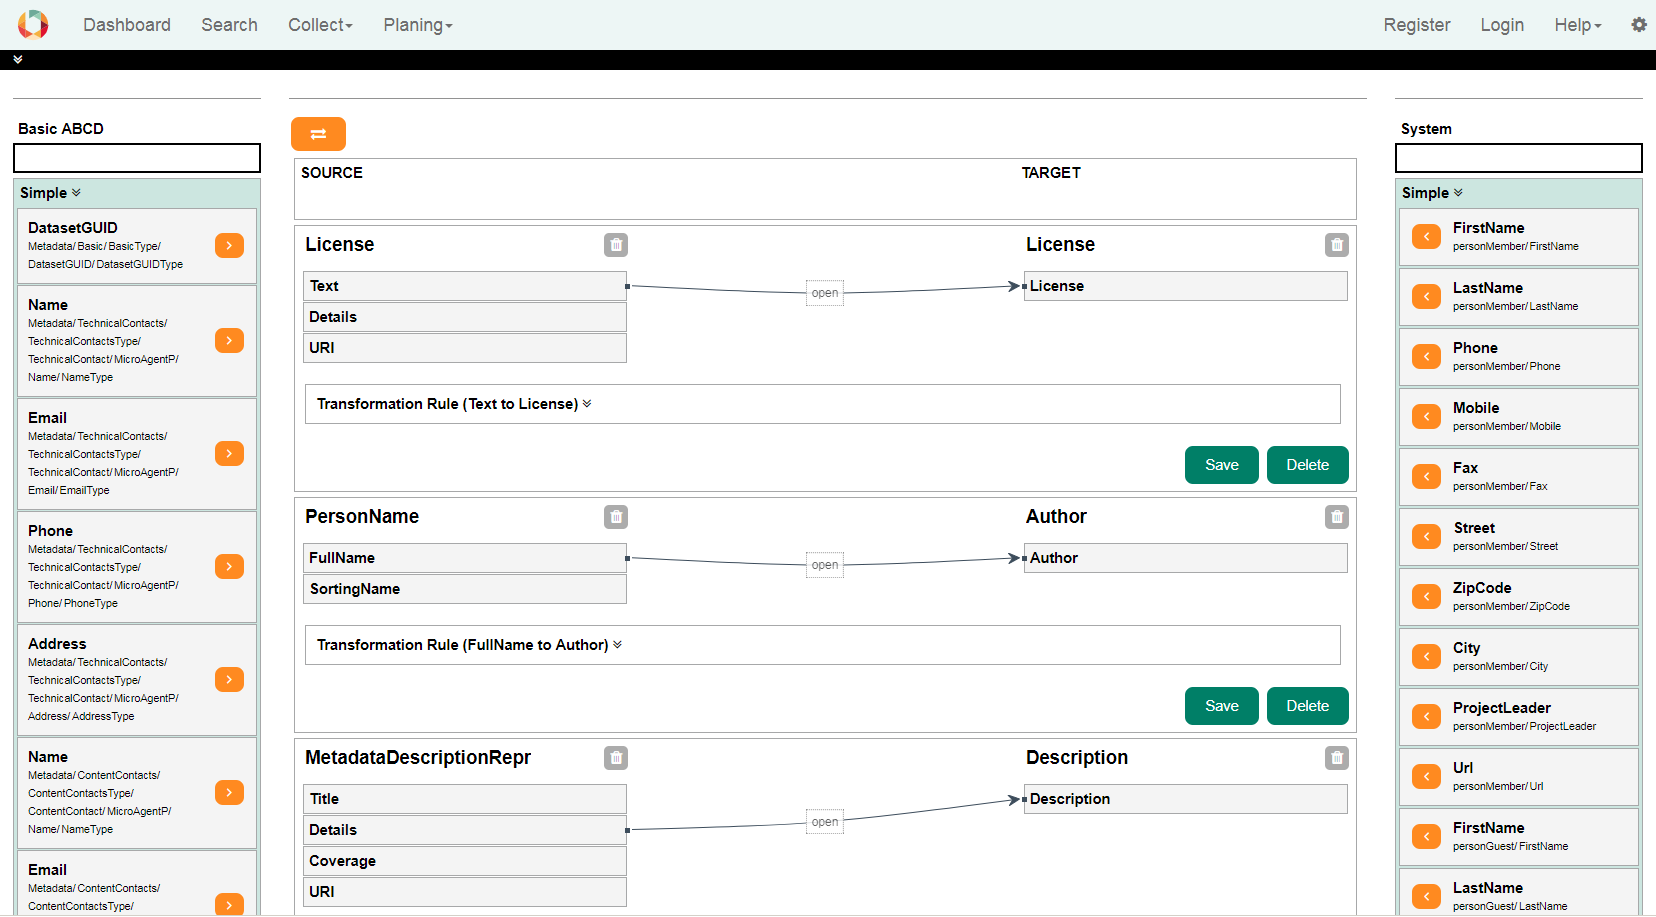 Dashboard Search Collect Planing Register Login Help
Basic ABCD
Simple
DatasetGUID
Metadata/Basic/BasicType/
DatasetGUID/DatasetGUIDType
Name
Metadata/TechnicalContacts/
TechnicalContactsType/
TechnicalContact/MicroAgentP/
Name/NameType
Email
Metadata/TechnicalContacts/
TechnicalContactsType/
TechnicalContact/MicroAgentP/
Email/EmailType
Phone
Metadata/TechnicalContacts/
TechnicalContactsType/
TechnicalContact/MicroAgentP/
Phone/PhoneType
Address
Metadata/TechnicalContacts/
TechnicalContactsType/
TechnicalContact/MicroAgentP/
Address/AddressType
Name
Metadata/ContentContacts/
ContentContactsType/
ContentContact/MicroAgentP/
Name/NameType
Email
Metadata/ContentContacts/
ContentContactsType/
SOURCE TARGET
License License
Text open License
Details
URI
Transformation Rule (Text to License)
Save Delete
PersonName Author
FullName open Author
SortingName
Transformation Rule (FullName to Author)
Save Delete
MetadataDescriptionRepr Description
Title Description
Details open
Coverage
URI
System
Simple
FirstName
personMember/FirstName
LastName
personMember/LastName
Phone
personMember/Phone
Mobile
personMember/Mobile
Fax
personMember/Fax
Street
personMember/Street
ZipCode
personMember/ZipCode
City
personMember/City
ProjectLeader
personMember/ProjectLeader
Url
personMember/Url
FirstName
personGuest/FirstName
LastName
personGuest/LastName